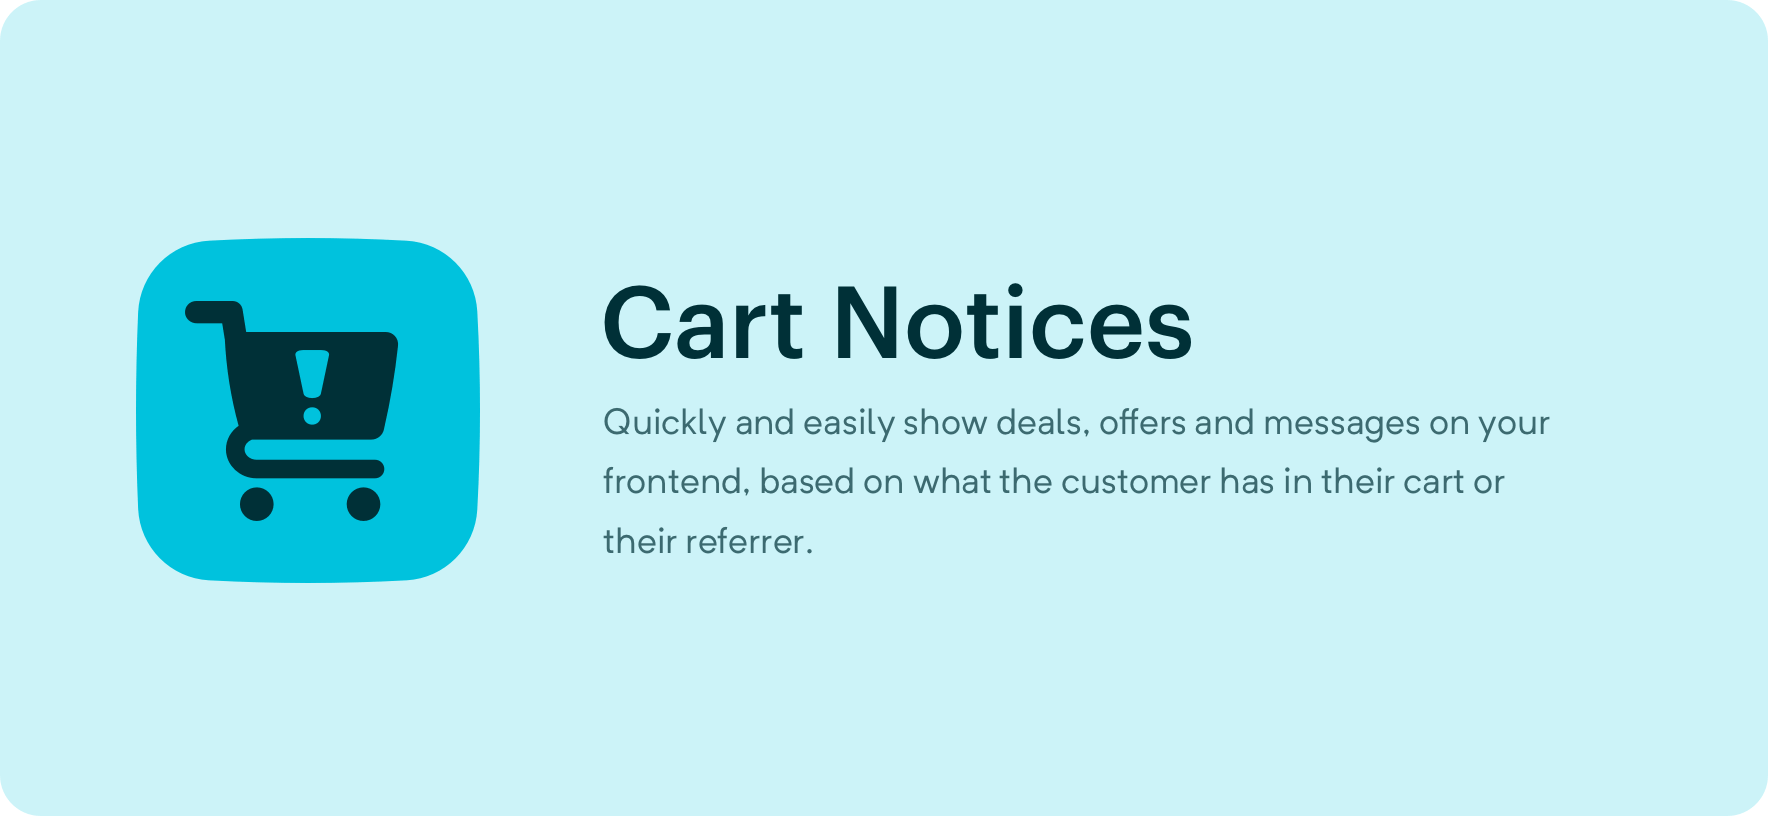 Cart Notices
Quickly and easily show deals, offers and messages on your
frontend, based on what the customer has in their cart or
their referrer.